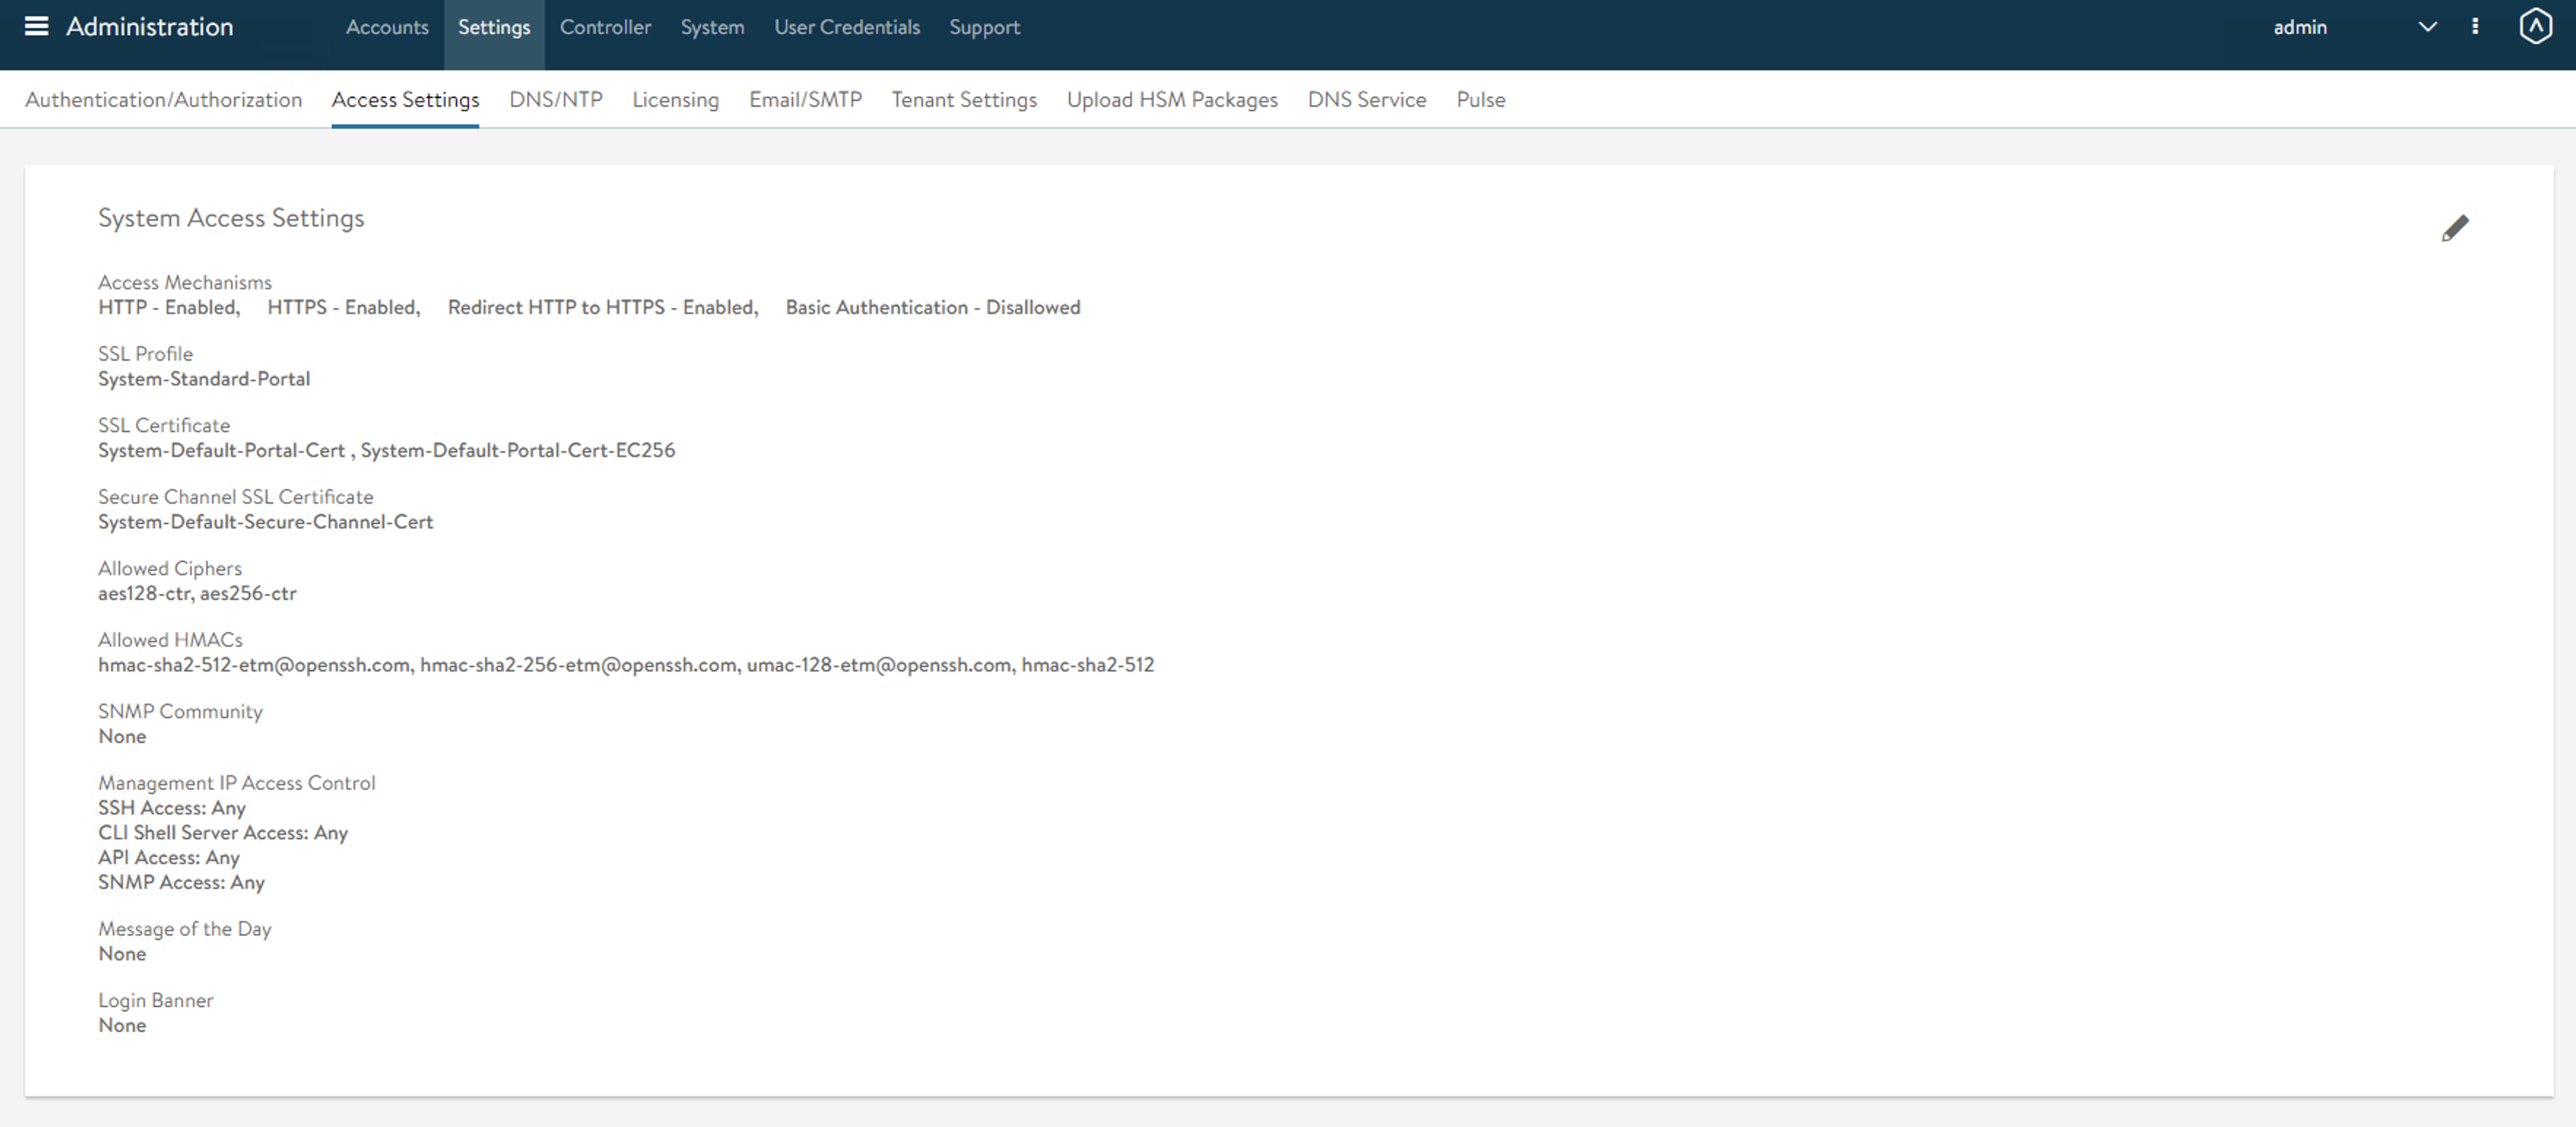 Administration Accounts Settings Controller System User Credentials Support admin
Authentication/Authorization Access Settings DNS/NTP Licensing Email/SMTP Tenant Settings Upload HSM Packages DNS Service Pulse
System Access Settings
Access Mechanisms
HTTP - Enabled, HTTPS - Enabled, Redirect HTTP to HTTPS - Enabled, Basic Authentication - Disallowed
SSL Profile
System-Standard-Portal
SSL Certificate
System-Default-Portal-Cert , System-Default-Portal-Cert-EC256
Secure Channel SSL Certificate
System-Default-Secure-Channel-Cert
Allowed Ciphers
aes128-ctr, aes256-ctr
Allowed HMACs
hmac-sha2-512-etm@openssh.com, hmac-sha2-256-etm@openssh.com, umac-128-etm@openssh.com, hmac-sha2-512
SNMP Community
None
Management IP Access Control
SSH Access: Any
CLI Shell Server Access: Any
API Access: Any
SNMP Access: Any
Message of the Day
None
Login Banner
None